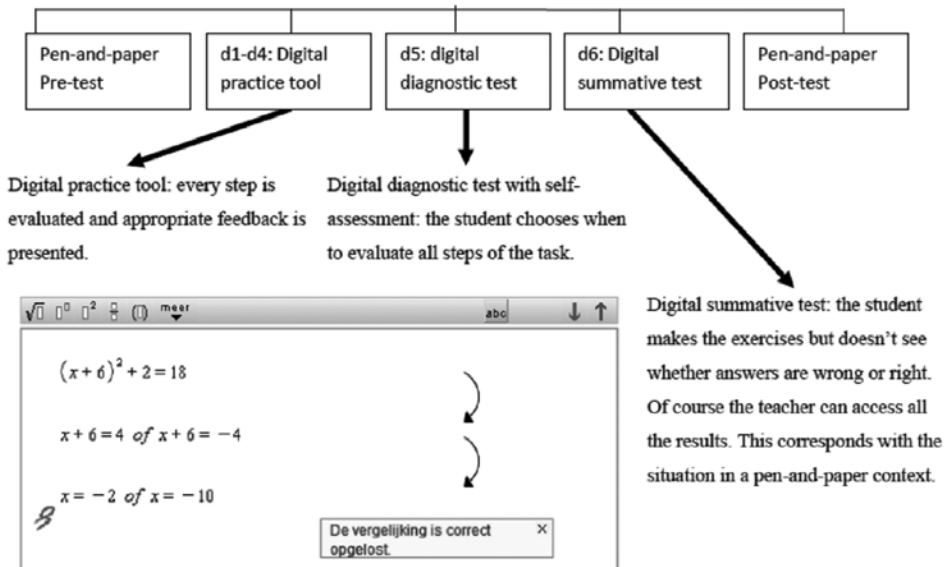 Pen-and-paper
Pre-test
d1-d4: Digital
practice tool
d5: digital
diagnostic test
d6: Digital
summative test
Pen-and-paper
Post-test
Digital practice tool: every step is
evaluated and appropriate feedback is
presented.
Digital diagnostic test with self-
assessment: the student chooses when
to evaluate all steps of the task.
Digital summative test: the student
makes the exercises but doesn't see
whether answers are wrong or right.
Of course the teacher can access all
the results. This corresponds with the
situation in a pen-and-paper context.
meer
abc
(x + 6)² + 2 = 18
x + 6 = 4 of x + 6 = −4
x = −2 of x = −10
De vergelijking is correct
opgelost.